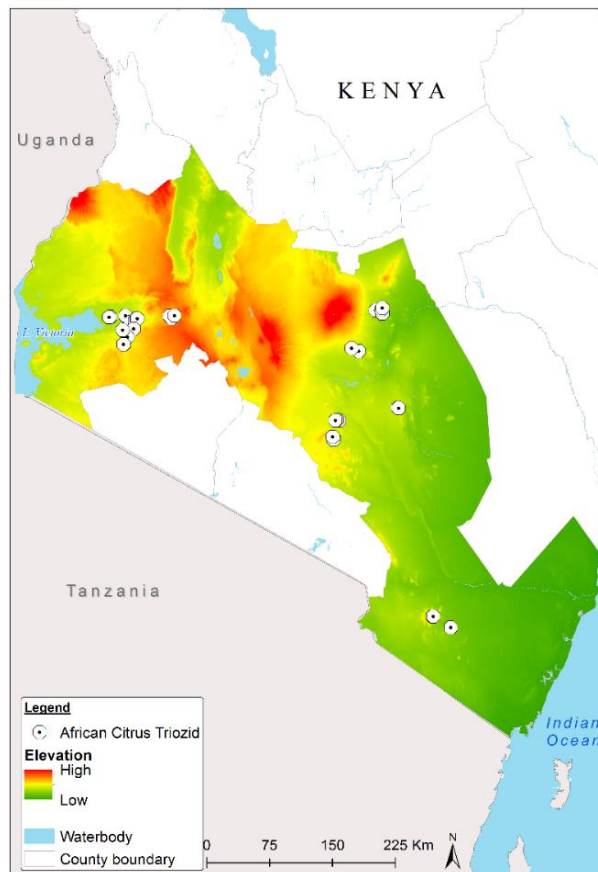 KENYA
Uganda
L. Victoria
Tanzania
Indian
Ocean
Legend
African Citrus Triozid
Elevation
High
Low
Waterbody
County boundary
0 75 150 225 Km
N